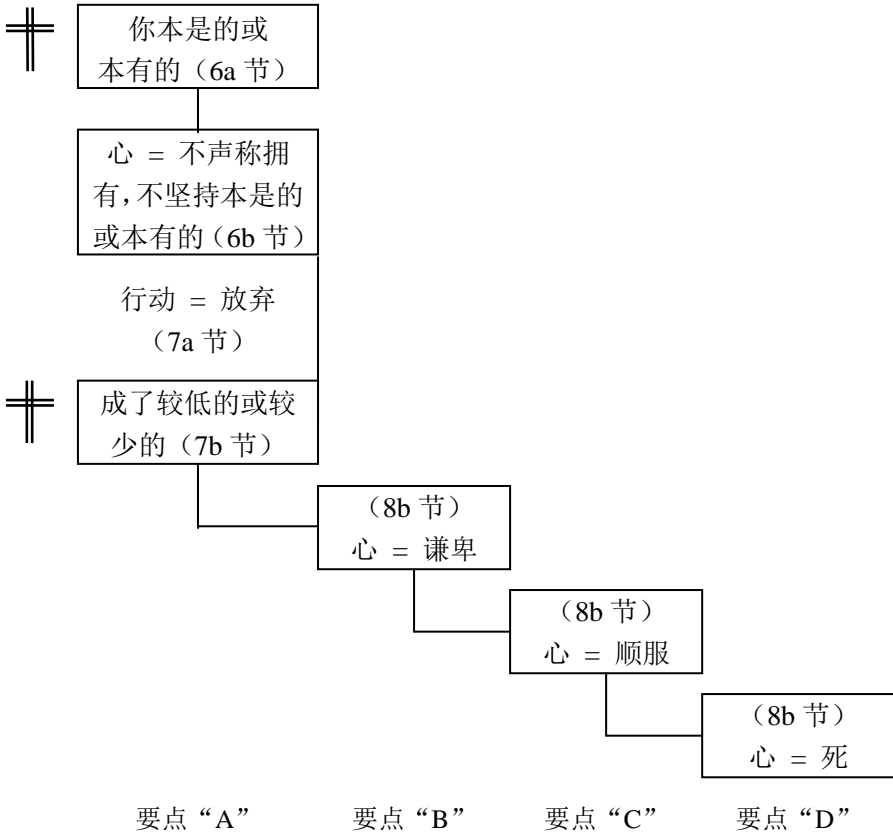 你本是的或
本有的（6a 节）
心 = 不声称拥
有，不坚持本是的
或本有的（6b 节）
行动 = 放弃
（7a 节）
成了较低的或较
少的（7b 节）
（8b 节）
心 = 谦卑
（8b 节）
心 = 顺服
（8b 节）
心 = 死
要点“A” 要点“B” 要点“C” 要点“D”